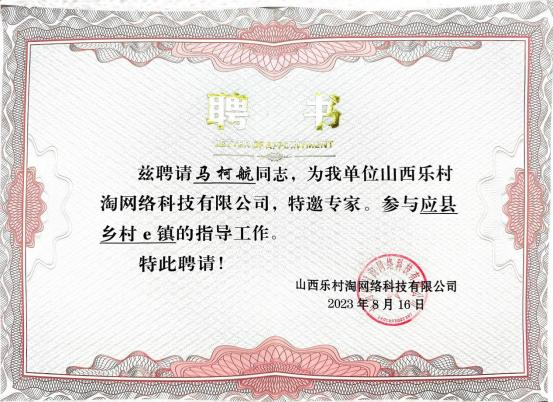 聘 书
LETTER OF APPOINTMENT
兹聘请马柯航同志，为我单位山西乐村
淘网络科技有限公司，特邀专家。参与应县
乡村 e 镇的指导工作。
特此聘请！
山西乐村淘网络科技有限公司
2023 年 8 月 16 日